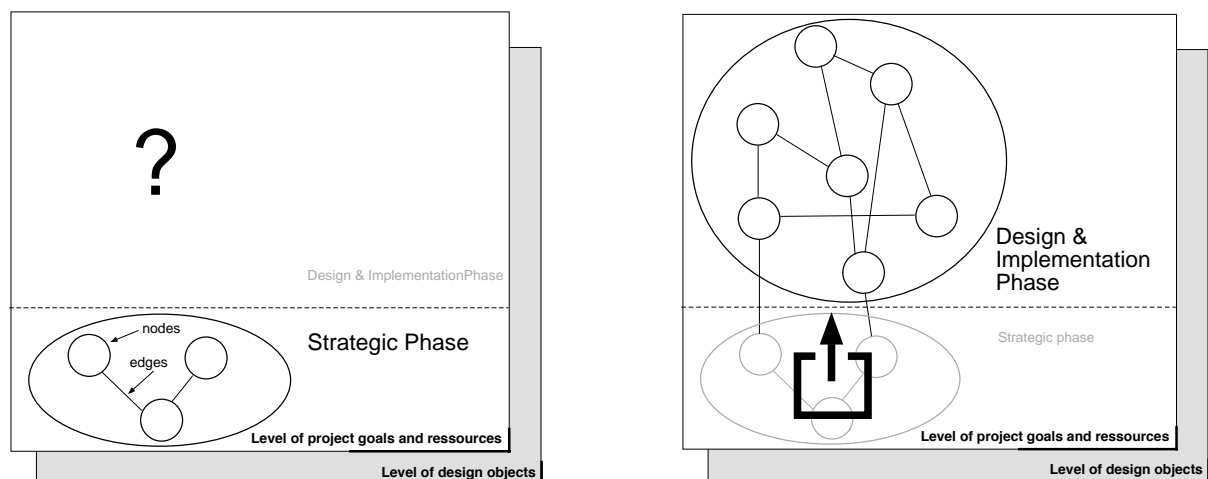 ?
Design & ImplementationPhase
nodes
Strategic Phase
edges
Level of project goals and ressources
Level of design objects
Design &
Implementation
Phase
Strategic phase
Level of project goals and ressources
Level of design objects